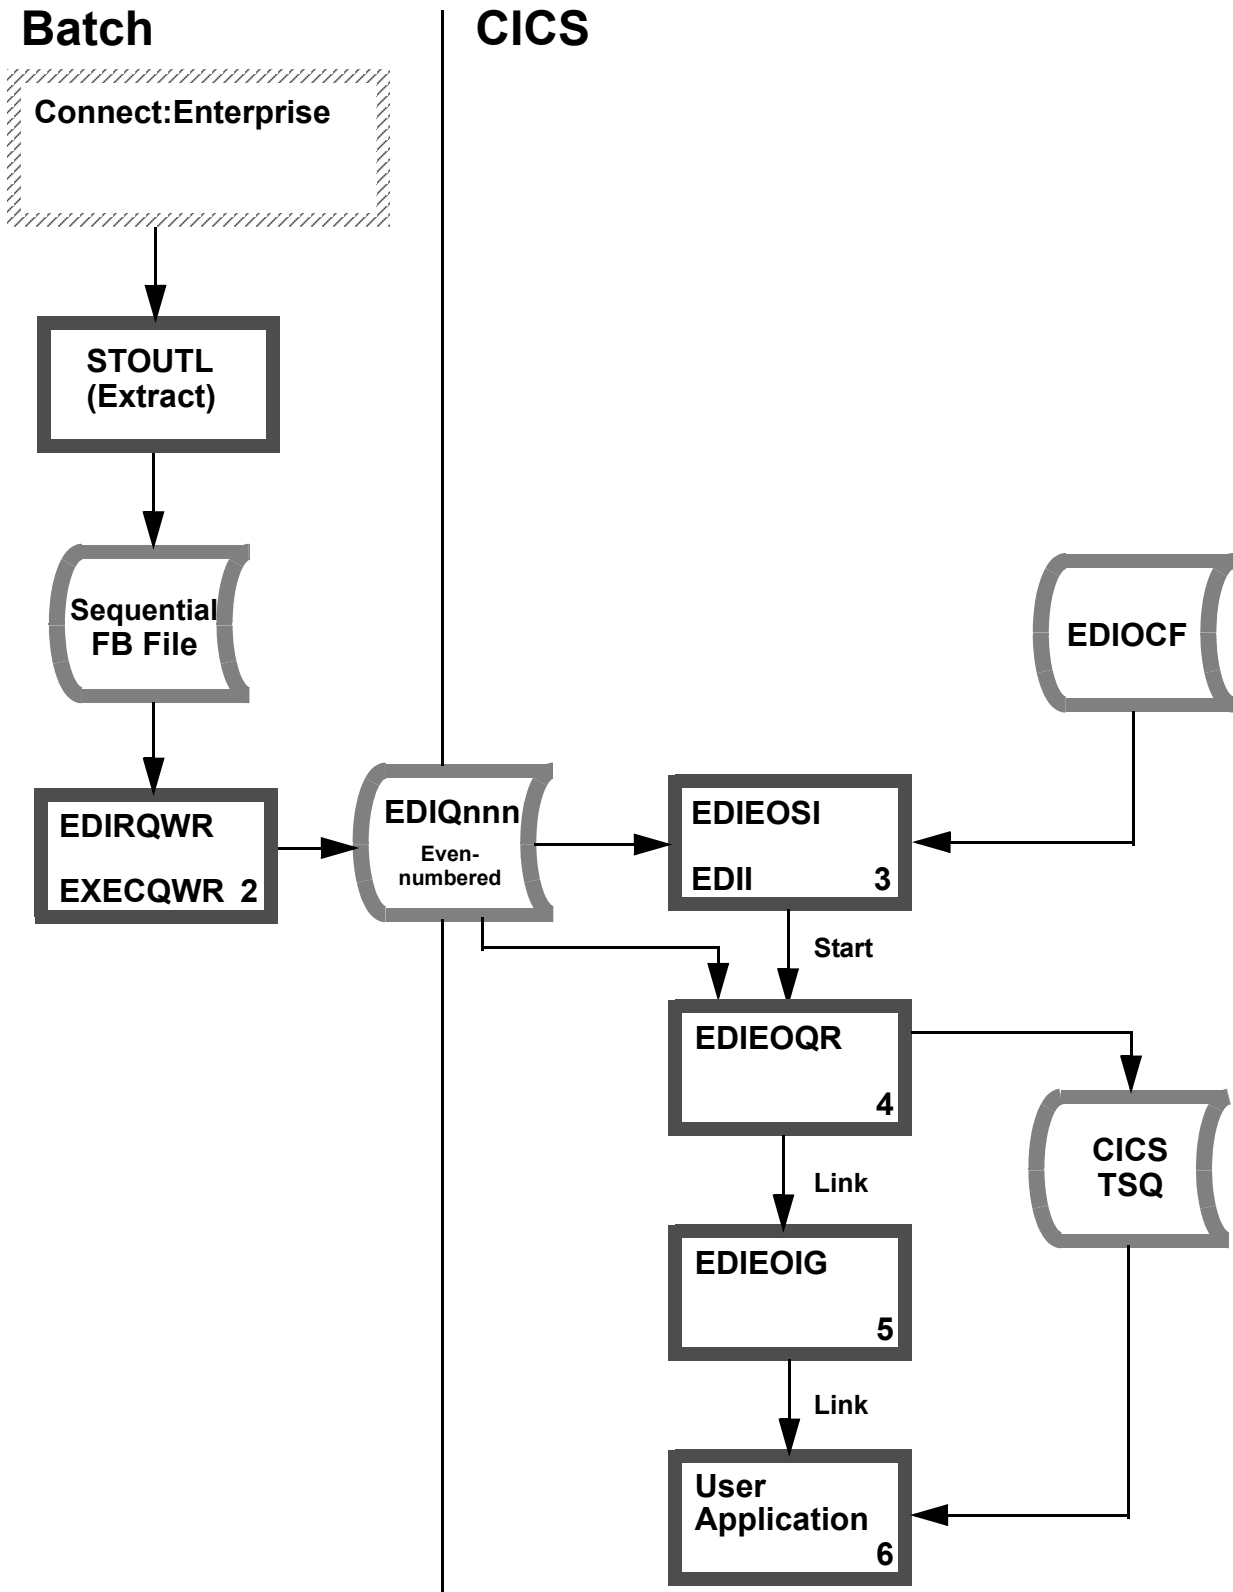 Batch
CICS
Connect:Enterprise
STOUTL
(Extract)
Sequential
FB File
EDIOCF
EDIRQWR
EXECQWR 2
EDIQnnn
Even-
numbered
EDIEOSI
EDII 3
Start
EDIEOQR
4
Link
CICS
TSQ
EDIEOIG
5
Link
User
Application
6